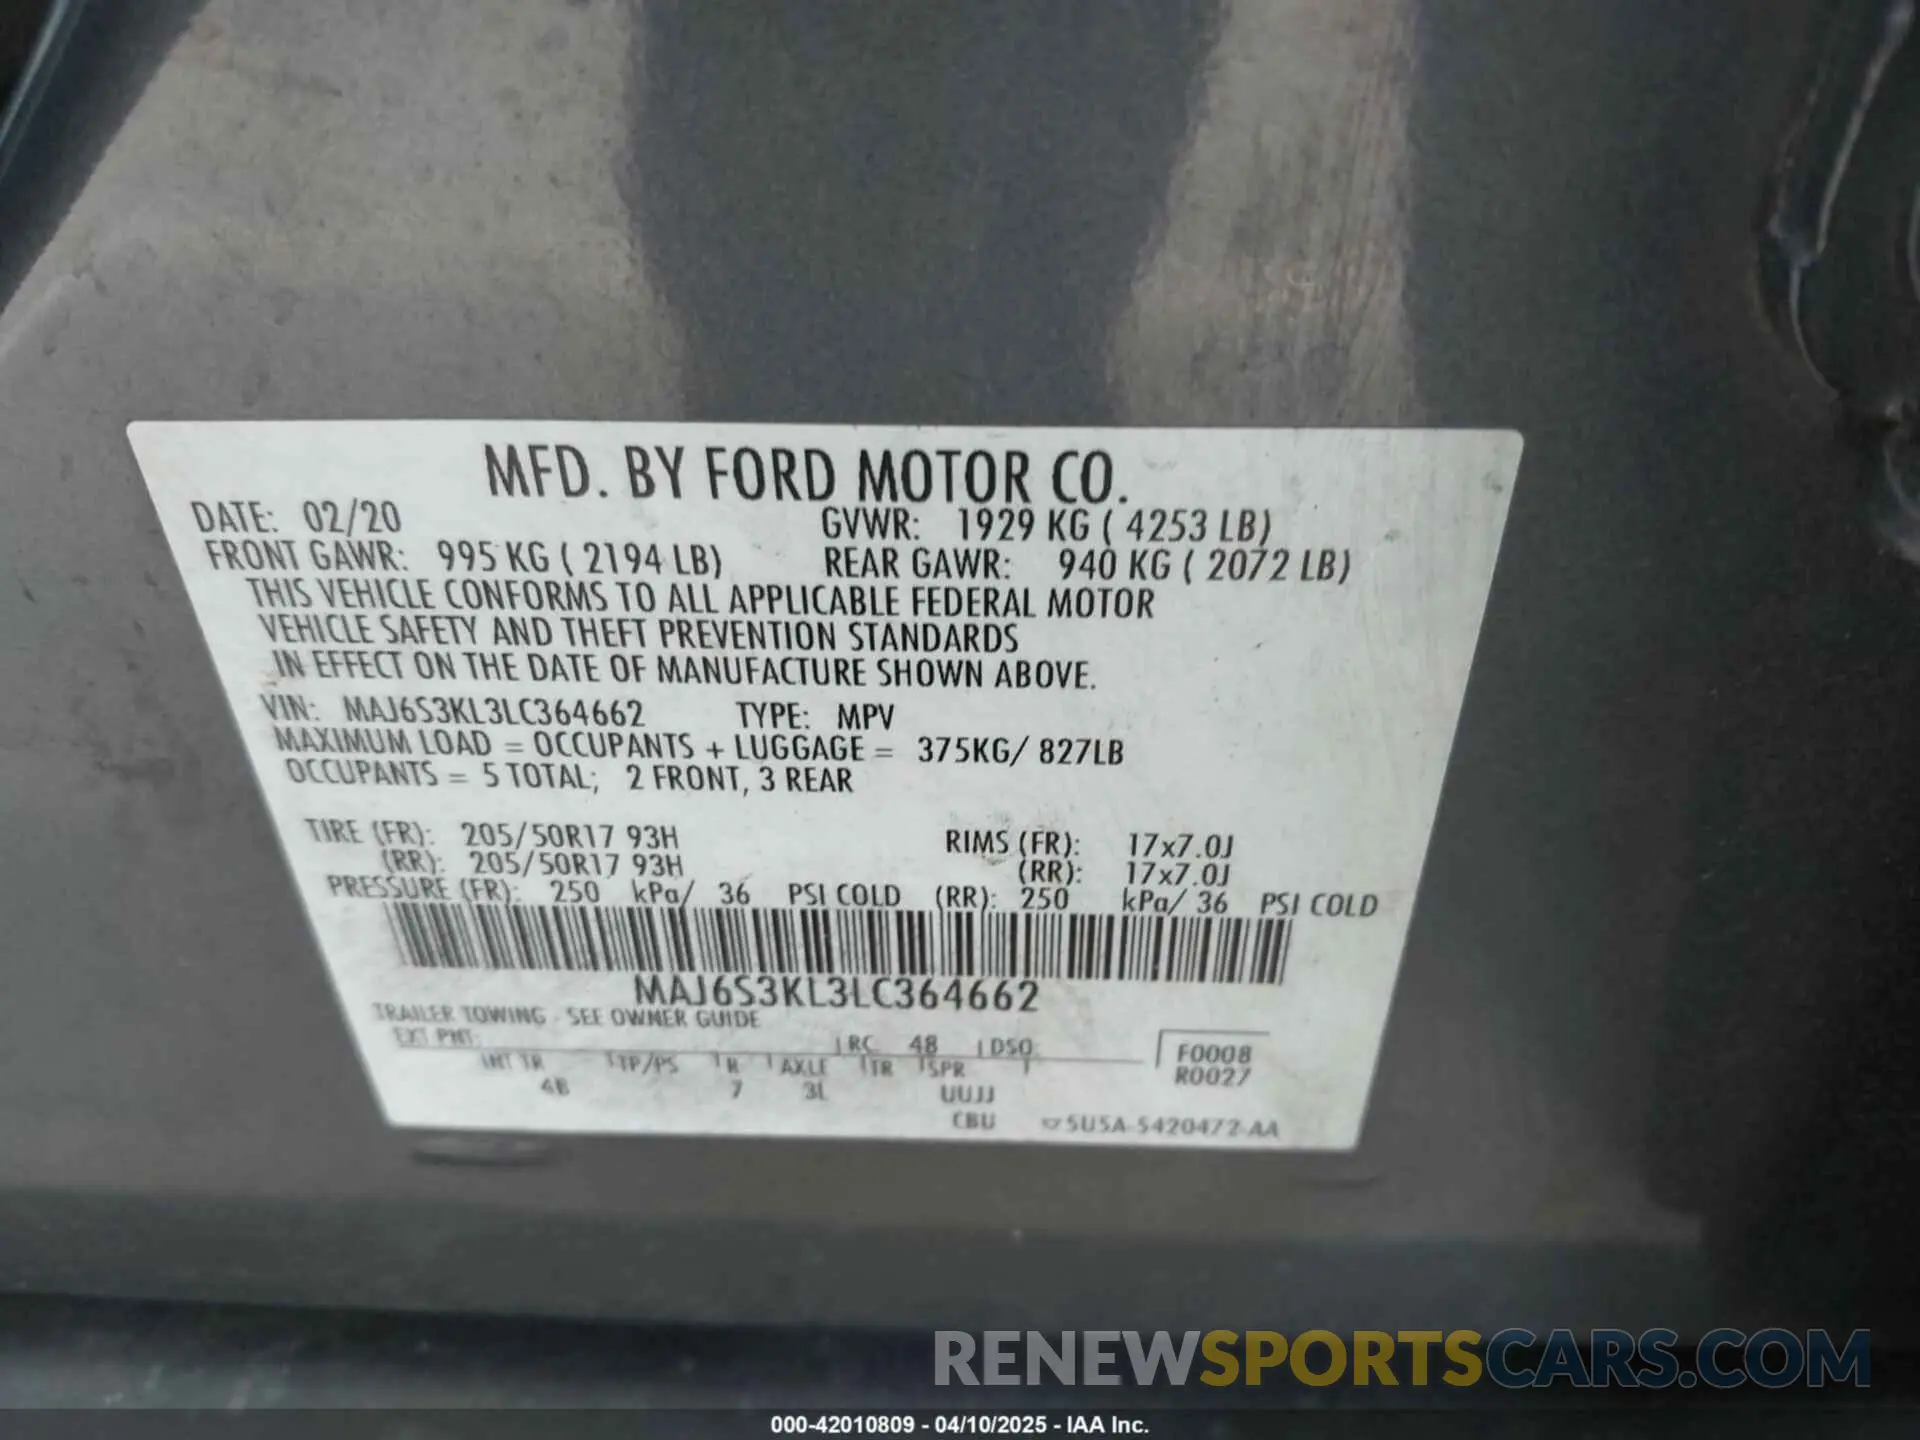 MFD. BY FORD MOTOR CO.
DATE: 02/20 GVWR: 1929 KG ( 4253 LB)
FRONT GAWR: 995 KG ( 2194 LB) REAR GAWR: 940 KG ( 2072 LB)
THIS VEHICLE CONFORMS TO ALL APPLICABLE FEDERAL MOTOR
VEHICLE SAFETY AND THEFT PREVENTION STANDARDS
IN EFFECT ON THE DATE OF MANUFACTURE SHOWN ABOVE.
VIN: MAJ6S3KL3LC364662 TYPE: MPV
MAXIMUM LOAD = OCCUPANTS + LUGGAGE = 375KG/ 827LB
OCCUPANTS = 5 TOTAL; 2 FRONT, 3 REAR
TIRE (FR): 205/50R17 93H RIMS (FR): 17x7.0J
(RR): 205/50R17 93H (RR): 17x7.0J
PRESSURE (FR): 250 kPa/ 36 PSI COLD (RR): 250 kPa/ 36 PSI COLD
MAJ6S3KL3LC364662
TRAILER TOWING - SEE OWNER GUIDE
EXT PNT: RC 48 DSO
F0008
R0027
INT TR TP/PS R AXLE TR SPR
4B 7 3L UUJJ
CBU 5U5A-5420472-AA
RENEWSPORTSCARS.COM
000-42010809 - 04/10/2025 - IAA Inc.